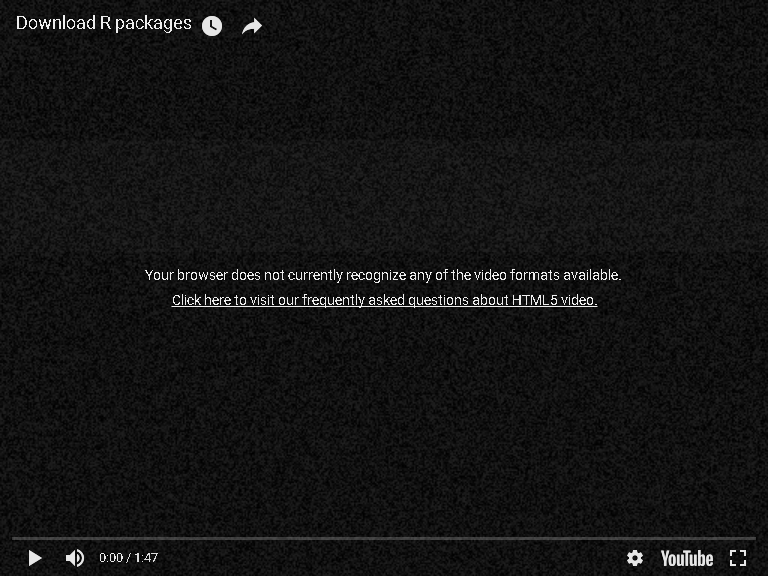 Download R packages
Your browser does not currently recognize any of the video formats available.
Click here to visit our frequently asked questions about HTML5 video.
0:00 / 1:47
YouTube